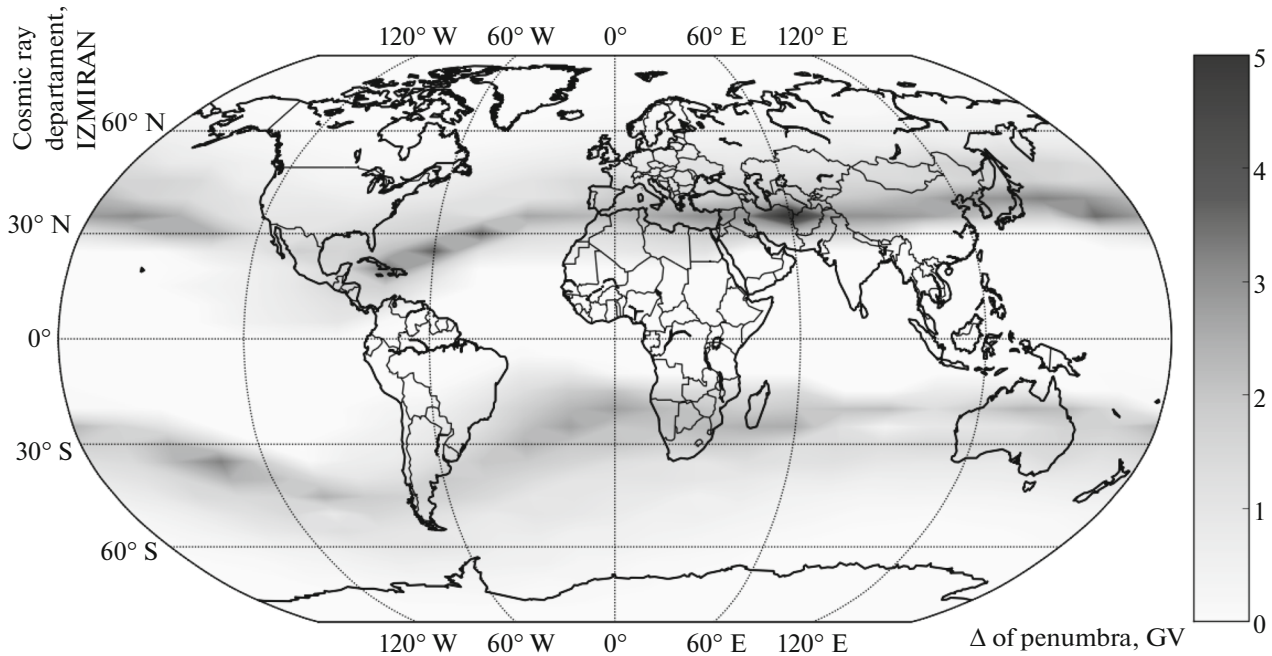 Cosmic ray
departament,
IZMIRAN
120° W 60° W 0° 60° E 120° E
60° N
30° N
0°
30° S
60° S
120° W 60° W 0° 60° E 120° E
5
4
3
2
1
0
Δ of penumbra, GV